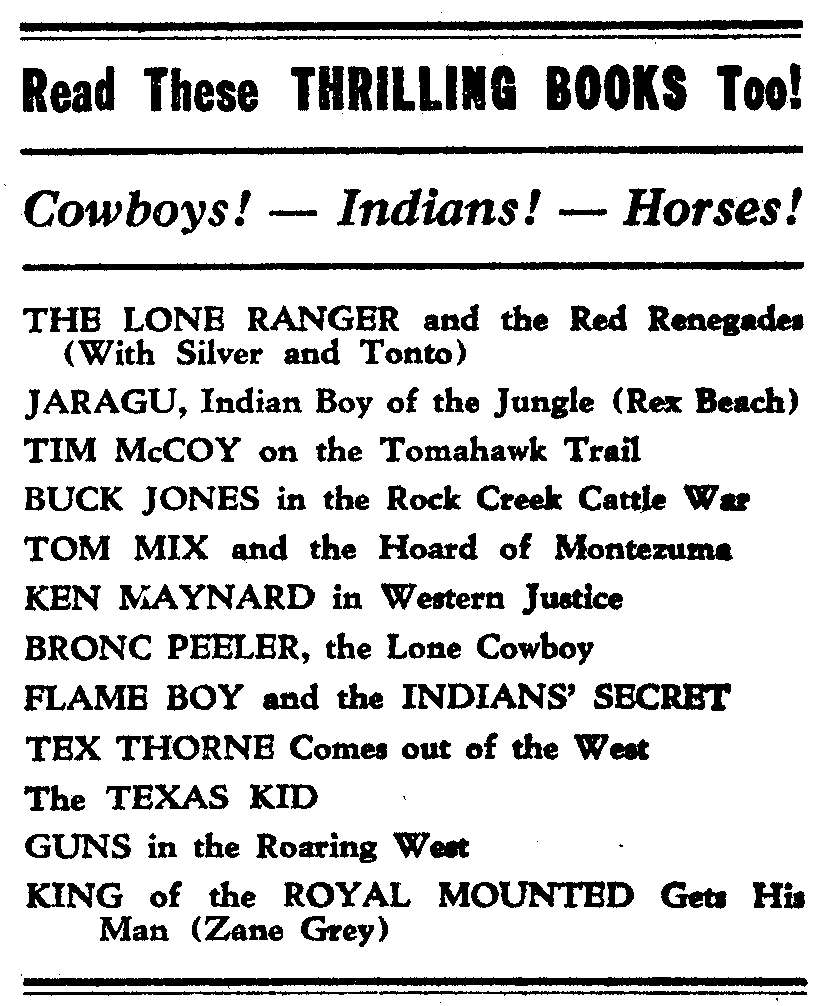 Read These THRILLING BOOKS Too!
Cowboys! — Indians! — Horses!
THE LONE RANGER and the Red Renegades
(With Silver and Tonto)
JARAGU, Indian Boy of the Jungle (Rex Beach)
TIM McCOY on the Tomahawk Trail
BUCK JONES in the Rock Creek Cattle War
TOM MIX and the Hoard of Montezuma
KEN MAYNARD in Western Justice
BRONC PEELER, the Lone Cowboy
FLAME BOY and the INDIANS' SECRET
TEX THORNE Comes out of the West
The TEXAS KID
GUNS in the Roaring West
KING of the ROYAL MOUNTED Gets His
Man (Zane Grey)